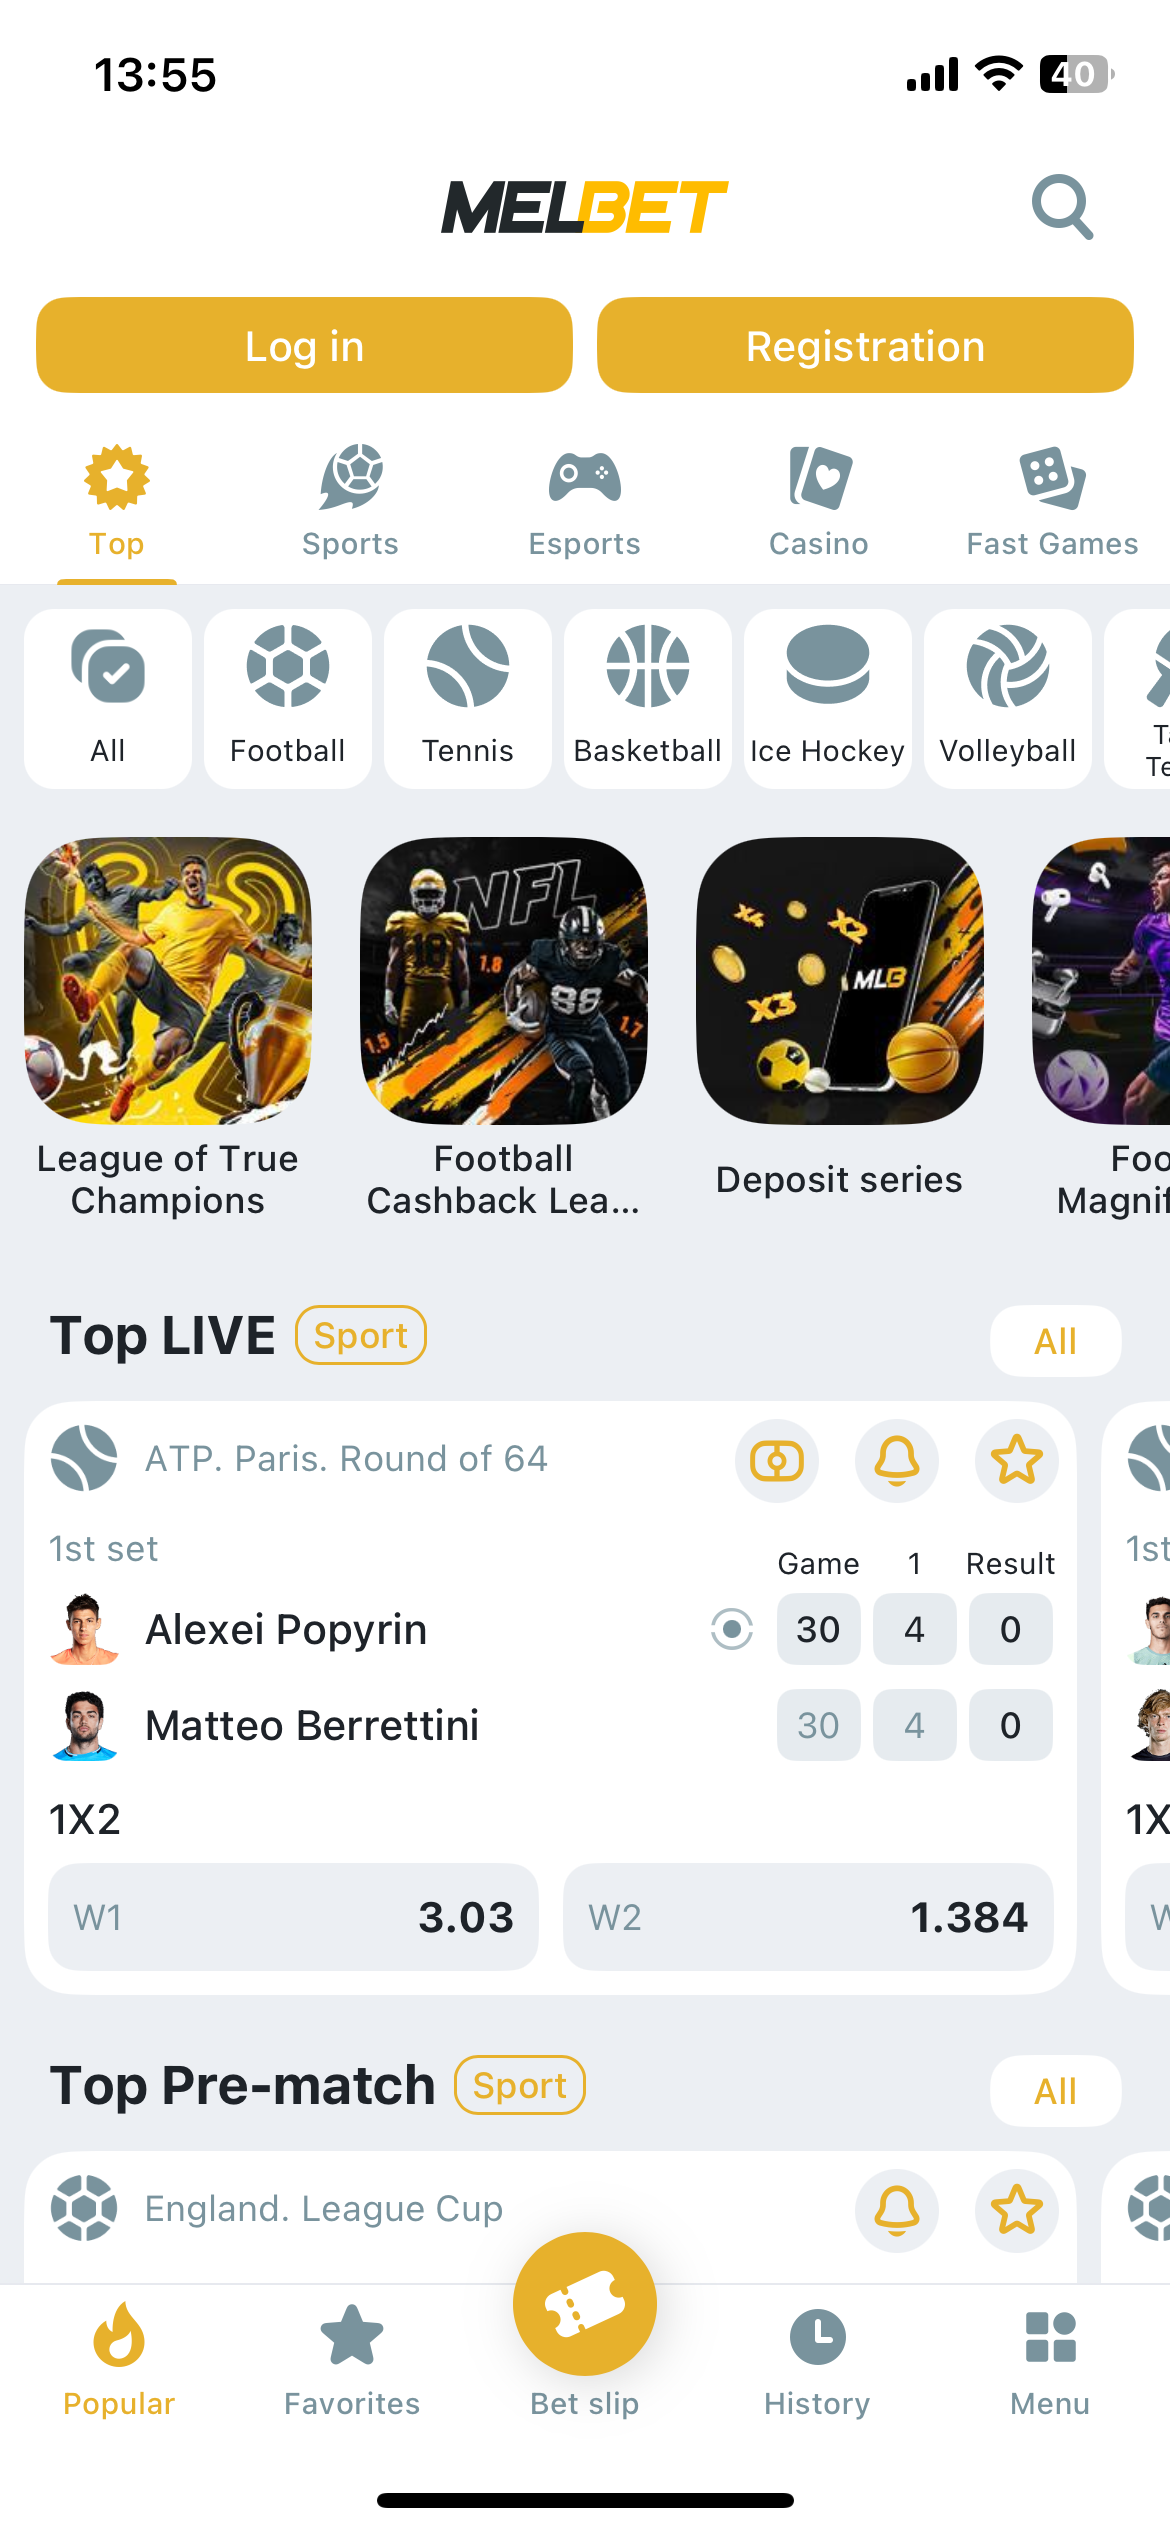 13:55
40
MELBET
Log in
Registration
Top
Sports
Esports
Casino
Fast Games
All
Football
Tennis
Basketball
Ice Hockey
Volleyball
NFL
18
1.8
88
1.5
1.7
X4
X2
X3
MLB
League of True
Champions
Football
Cashback Lea...
Deposit series
Top LIVE
Sport
All
ATP. Paris. Round of 64
1st set
Game 1 Result
Alexei Popyrin
30 4 0
Matteo Berrettini
30 4 0
1X2
W1 3.03
W2 1.384
1st
Top Pre-match
Sport
All
England. League Cup
Popular
Favorites
Bet slip
History
Menu